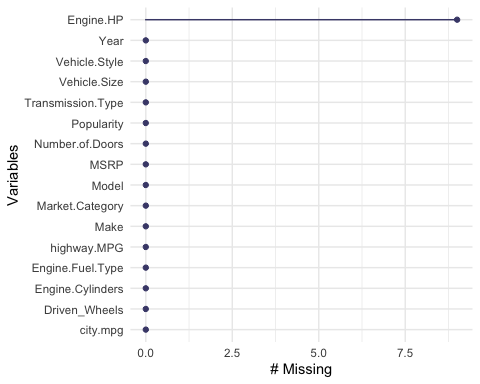 Engine.HP
Year
Vehicle.Style
Vehicle.Size
Transmission.Type
Popularity
Number.of.Doors
MSRP
Model
Market.Category
Make
highway.MPG
Engine.Fuel.Type
Engine.Cylinders
Driven_Wheels
city.mpg
Variables
0.0 2.5 5.0 7.5
# Missing